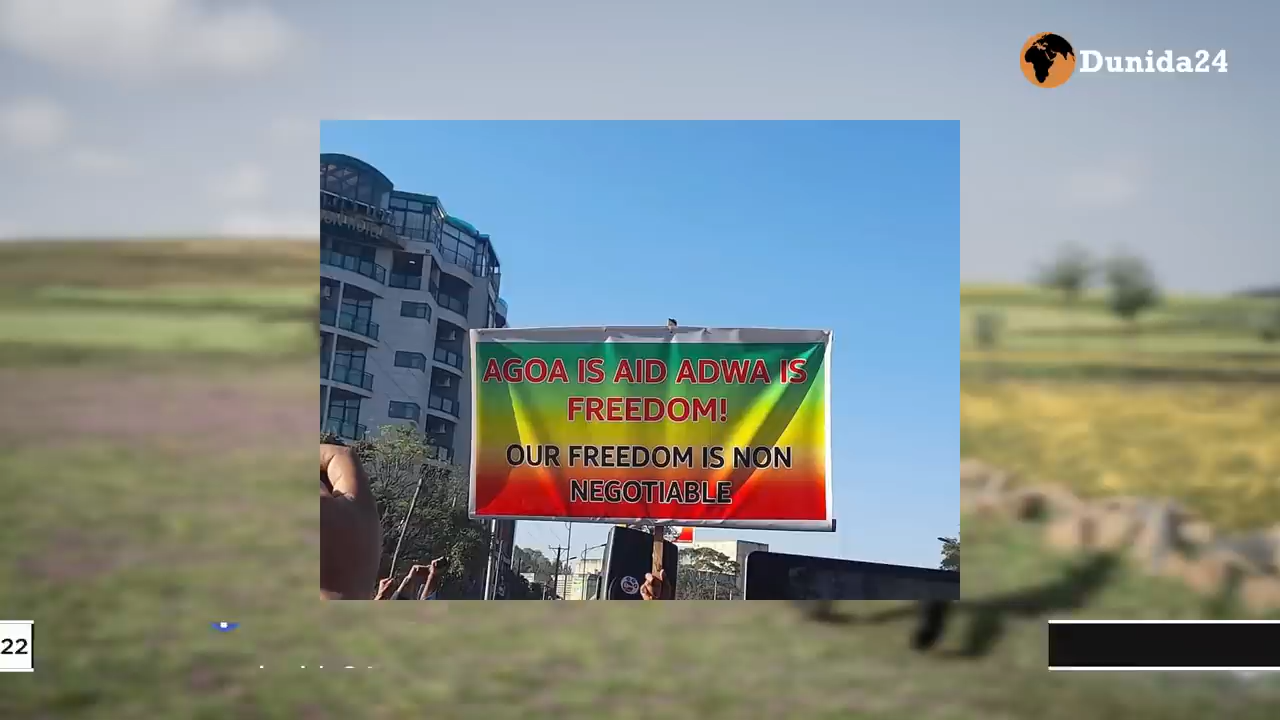 Dunida24
AGOA IS AID ADWA IS
FREEDOM!
OUR FREEDOM IS NON
NEGOTIABLE
22